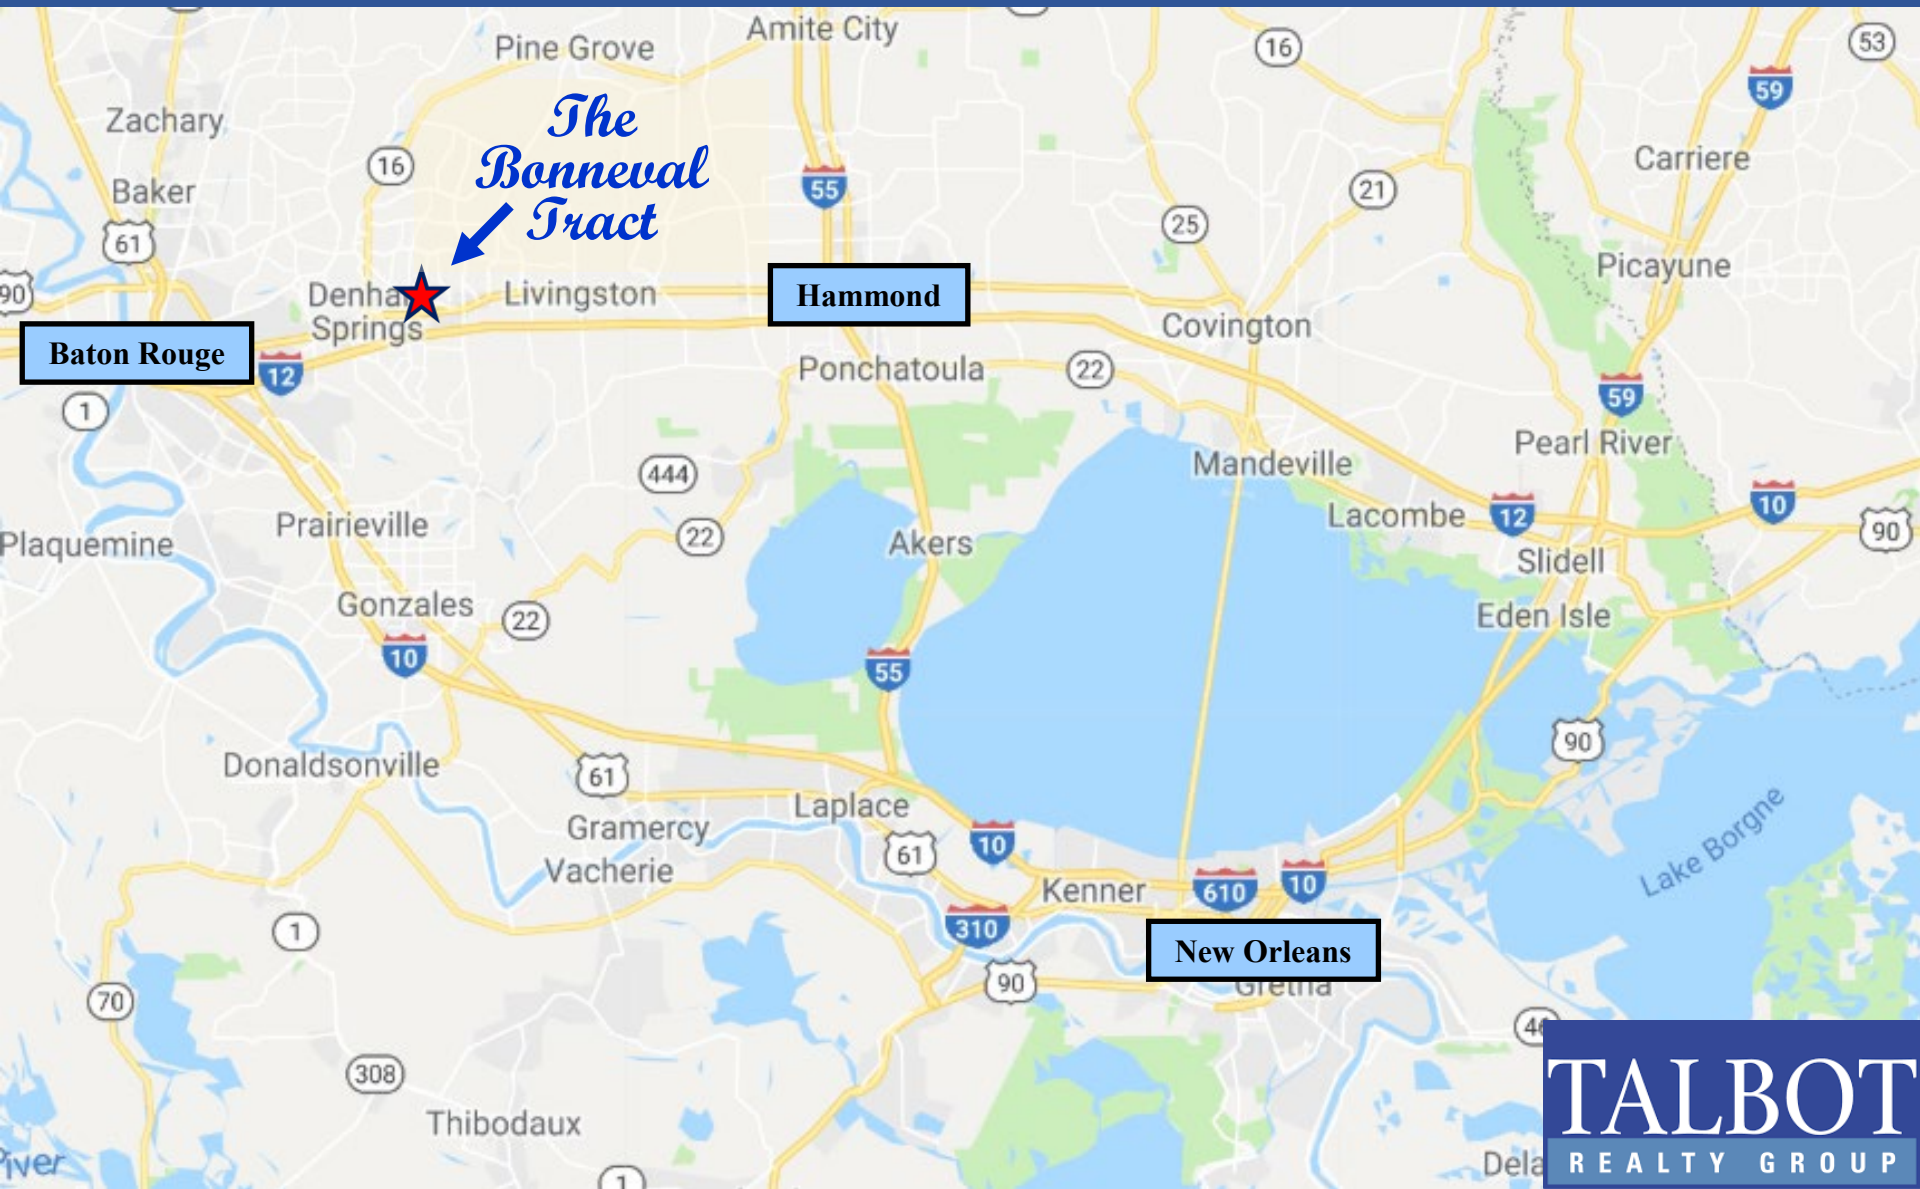 Amite City
Pine Grove
16
53
59
Zachary
The
Bonneval
Tract
16
Carriere
Baker
55
21
25
61
Picayune
90
Livingston
Hammond
Springs
Covington
Baton Rouge
12
Ponchatoula
22
59
1
Pearl River
444
Mandeville
10
Lacombe
12
Prairieville
22
Akers
90
Plaquemine
Slidell
Gonzales
22
Eden Isle
10
55
90
Donaldsonville
61
Laplace
Gramercy
61
10
Lake Borgne
Vacherie
Kenner
610
10
1
310
New Orleans
90
Gretna
70
308
Thibodaux
TALBOT
REALTY GROUP
1